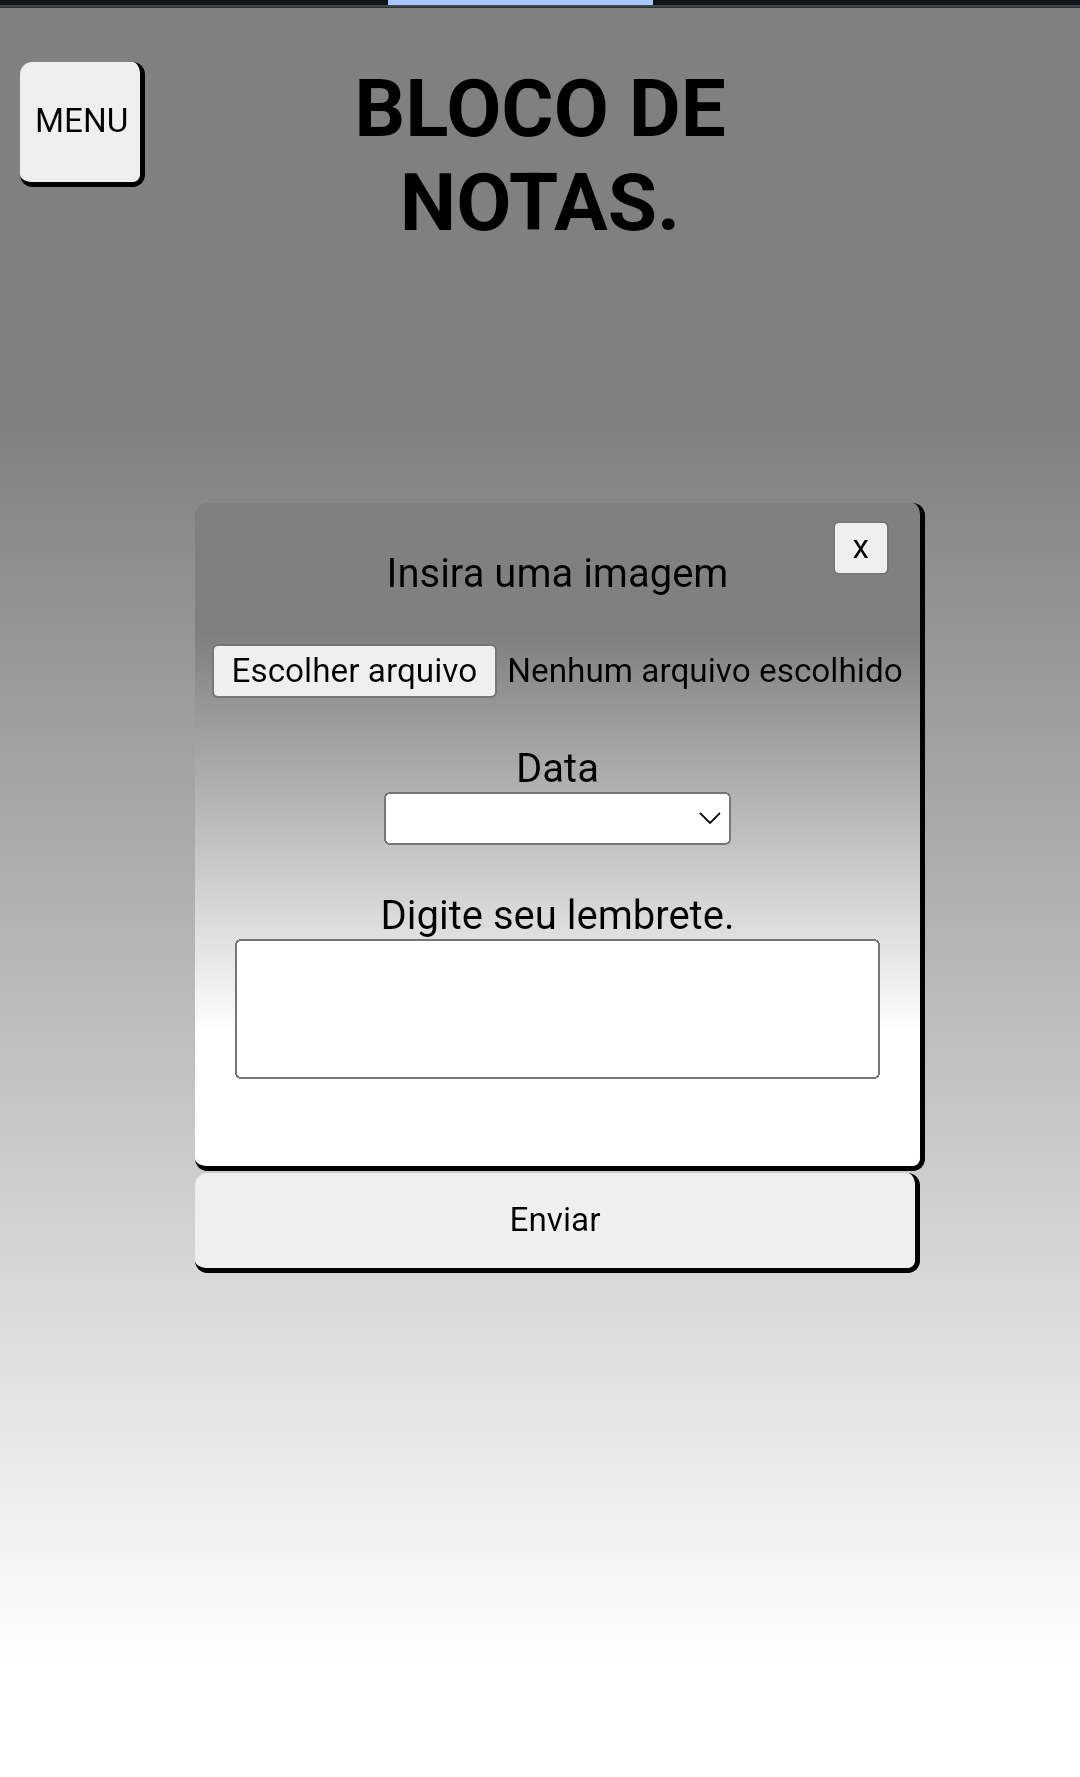 MENU
BLOCO DE
NOTAS.
x
Insira uma imagem
Escolher arquivo Nenhum arquivo escolhido
Data
Digite seu lembrete.
Enviar